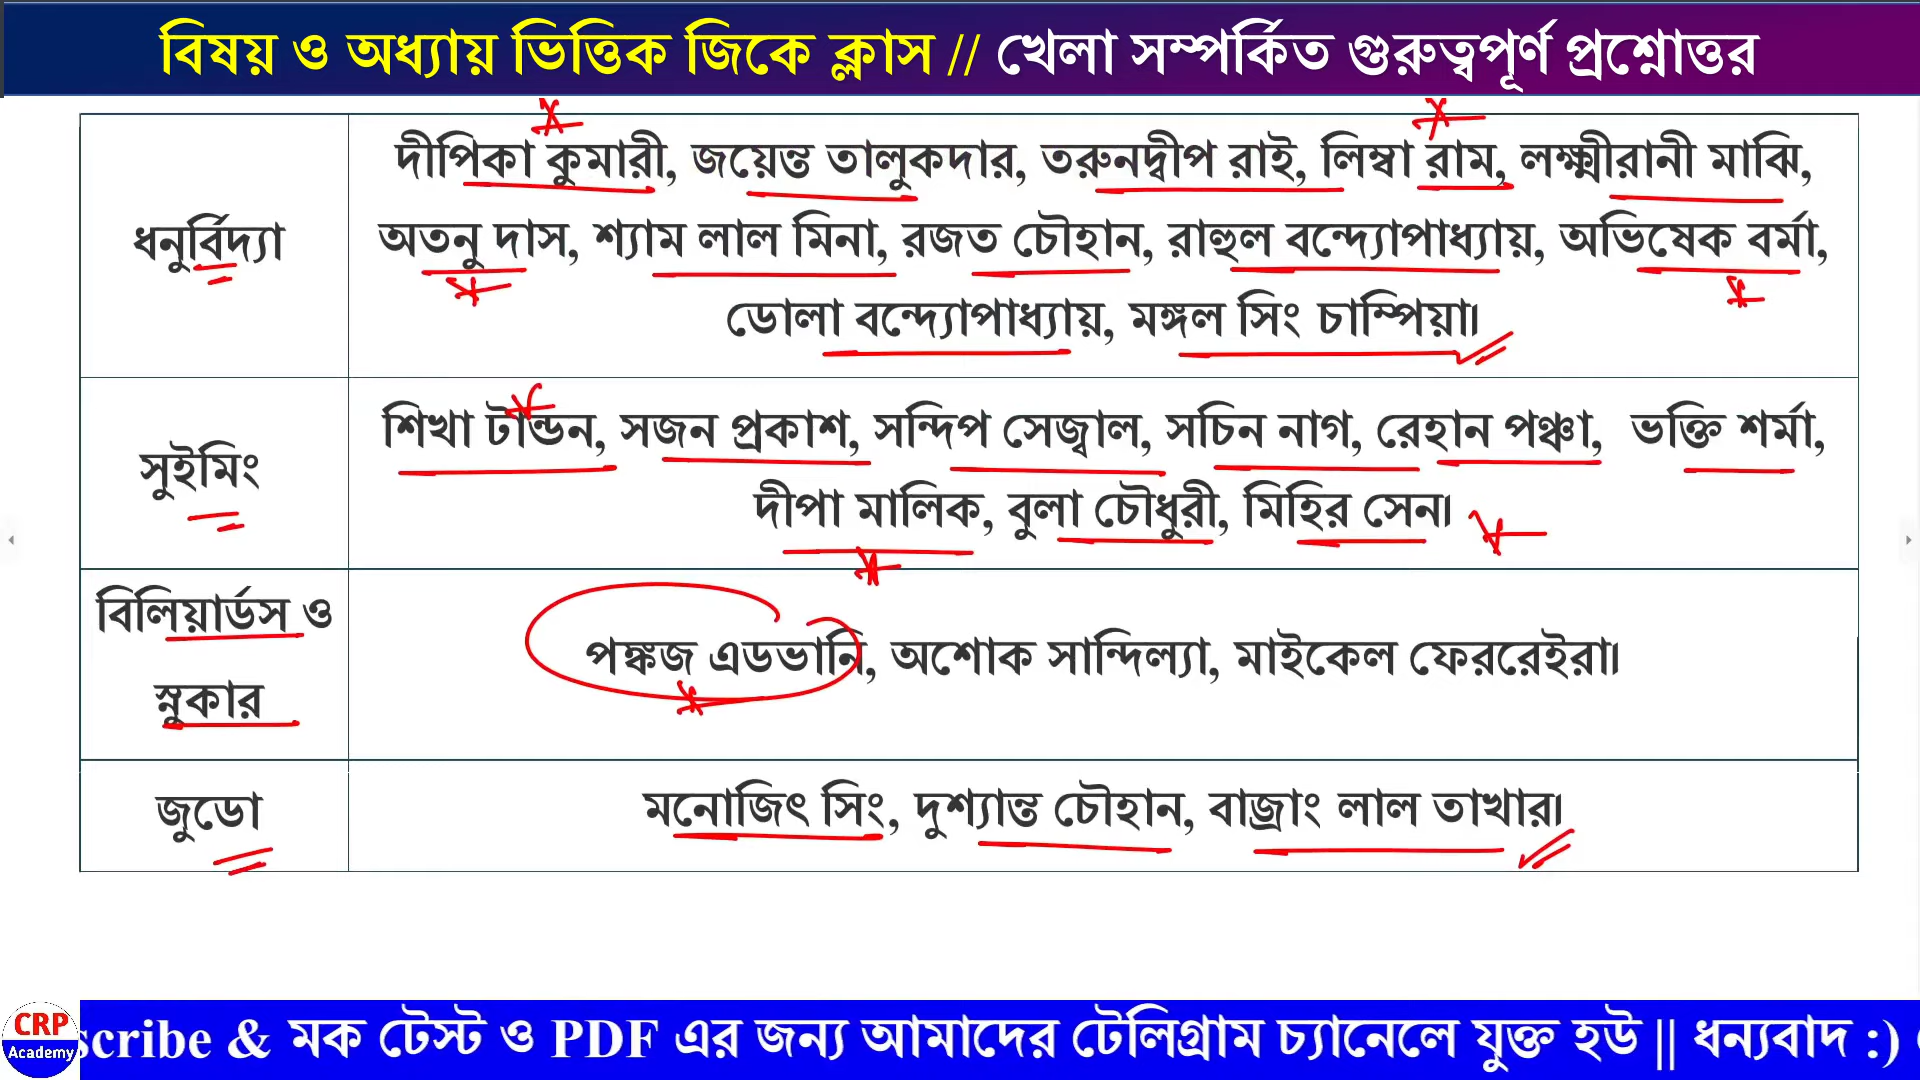 বিষয় ও অধ্যায় ভিত্তিক জিকে ক্লাস // খেলা সম্পর্কিত গুরুত্বপূর্ণ প্রশ্নোত্তর
ধনুর্বিদ্যা
দীপিকা কুমারী, জয়েন্ত তালুকদার, তরুনদ্বীপ রাই, লিম্বা রাম, লক্ষ্মীরানী মাঝি,
অতনু দাস, শ্যাম লাল মিনা, রজত চৌহান, রাহুল বন্দ্যোপাধ্যায়, অভিষেক বর্মা,
ডোলা বন্দ্যোপাধ্যায়, মঙ্গল সিং চাম্পিয়া।
সুইমিং
শিখা টান্ডন, সজন প্রকাশ, সন্দিপ সেজ্বাল, সচিন নাগ, রেহান পঞ্চা, ভক্তি শর্মা,
দীপা মালিক, বুলা চৌধুরী, মিহির সেন।
বিলিয়ার্ডস ও
স্নুকার
পঙ্কজ এডভানি, অশোক সান্দিল্যা, মাইকেল ফেররেইরা।
জুডো
মনোজিৎ সিং, দুশ্যান্ত চৌহান, বাজ্রাং লাল তাখার।
CRP
Academy
scribe & মক টেস্ট ও PDF এর জন্য আমাদের টেলিগ্রাম চ্যানেলে যুক্ত হউ || ধন্যবাদ :)